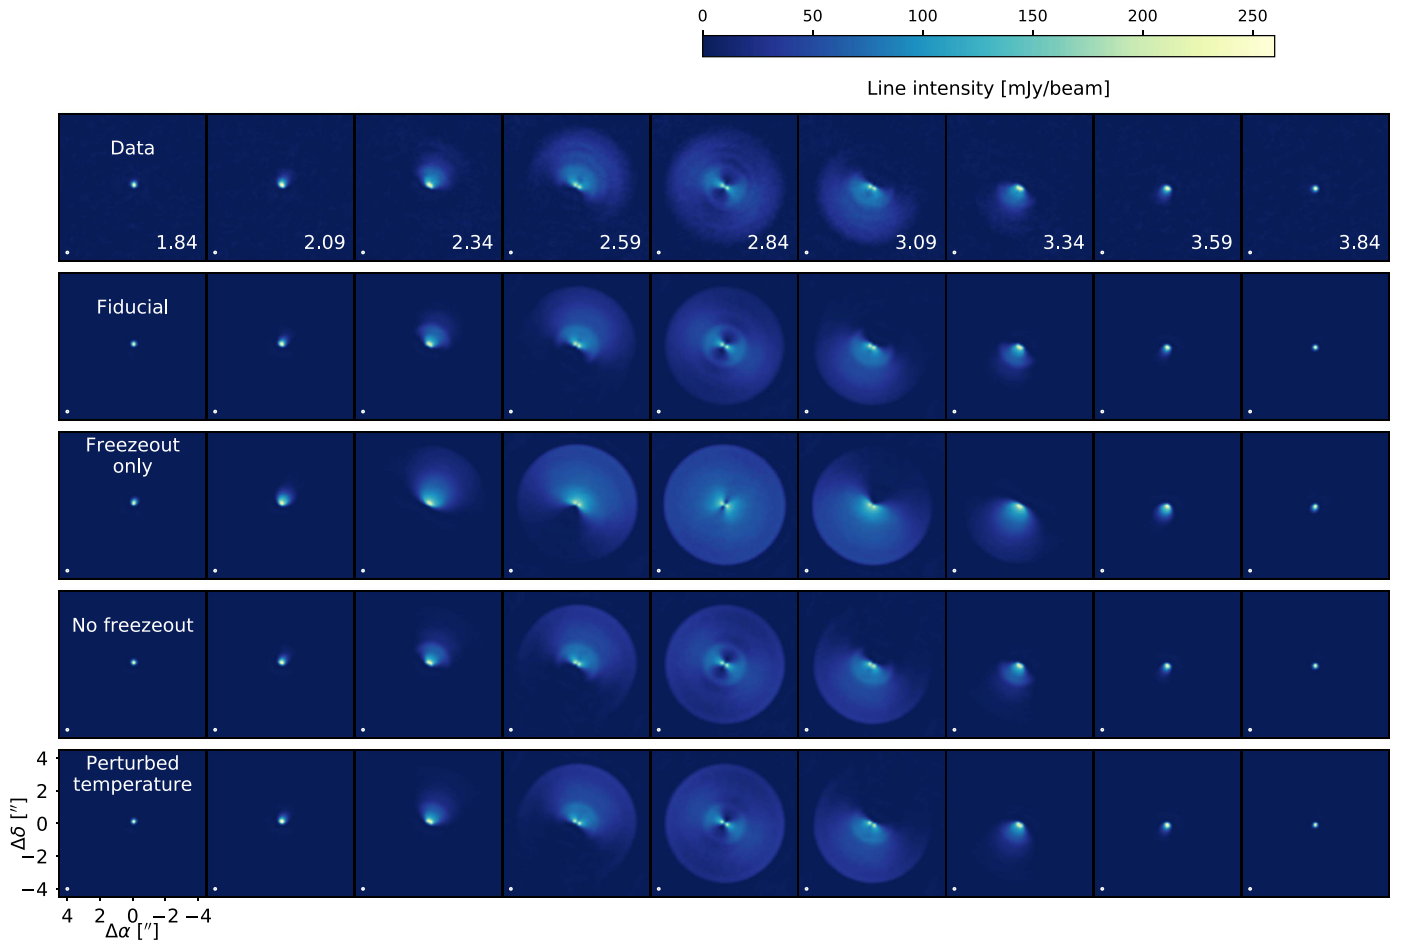 0 50 100 150 200 250
Line intensity [mJy/beam]
Data
1.84 2.09 2.34 2.59 2.84 3.09 3.34 3.59 3.84
Fiducial
Freezeout
only
No freezeout
Perturbed
temperature
4
2
0
−2
−4
Δδ [″]
4 2 0 −2 −4
Δα [″]